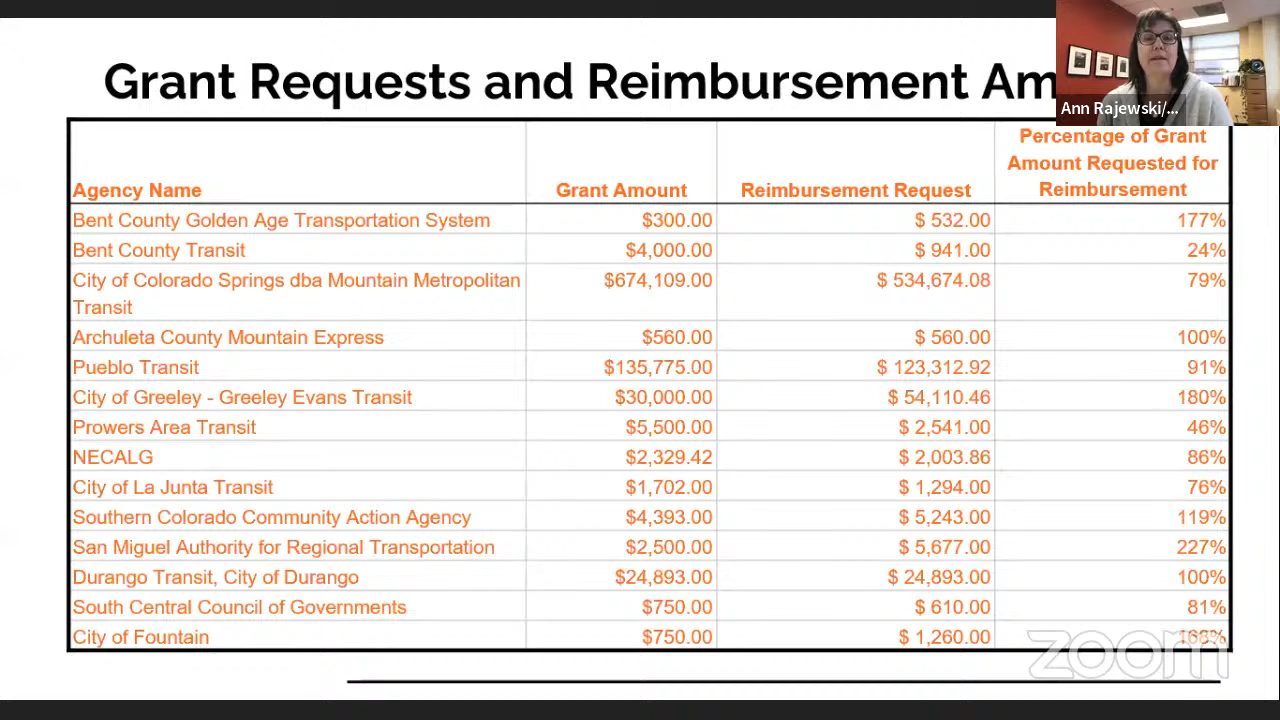 Grant Requests and Reimbursement Am
Ann Rajewski/...
Percentage of Grant
Amount Requested for
Agency Name Grant Amount Reimbursement Request Reimbursement
Bent County Golden Age Transportation System $300.00 $ 532.00 177%
Bent County Transit $4,000.00 $ 941.00 24%
City of Colorado Springs dba Mountain Metropolitan $674,109.00 $ 534,674.08 79%
Transit
Archuleta County Mountain Express $560.00 $ 560.00 100%
Pueblo Transit $135,775.00 $ 123,312.92 91%
City of Greeley - Greeley Evans Transit $30,000.00 $ 54,110.46 180%
Prowers Area Transit $5,500.00 $ 2,541.00 46%
NECALG $2,329.42 $ 2,003.86 86%
City of La Junta Transit $1,702.00 $ 1,294.00 76%
Southern Colorado Community Action Agency $4,393.00 $ 5,243.00 119%
San Miguel Authority for Regional Transportation $2,500.00 $ 5,677.00 227%
Durango Transit, City of Durango $24,893.00 $ 24,893.00 100%
South Central Council of Governments $750.00 $ 610.00 81%
City of Fountain $750.00 $ 1,260.00 168%
zoom